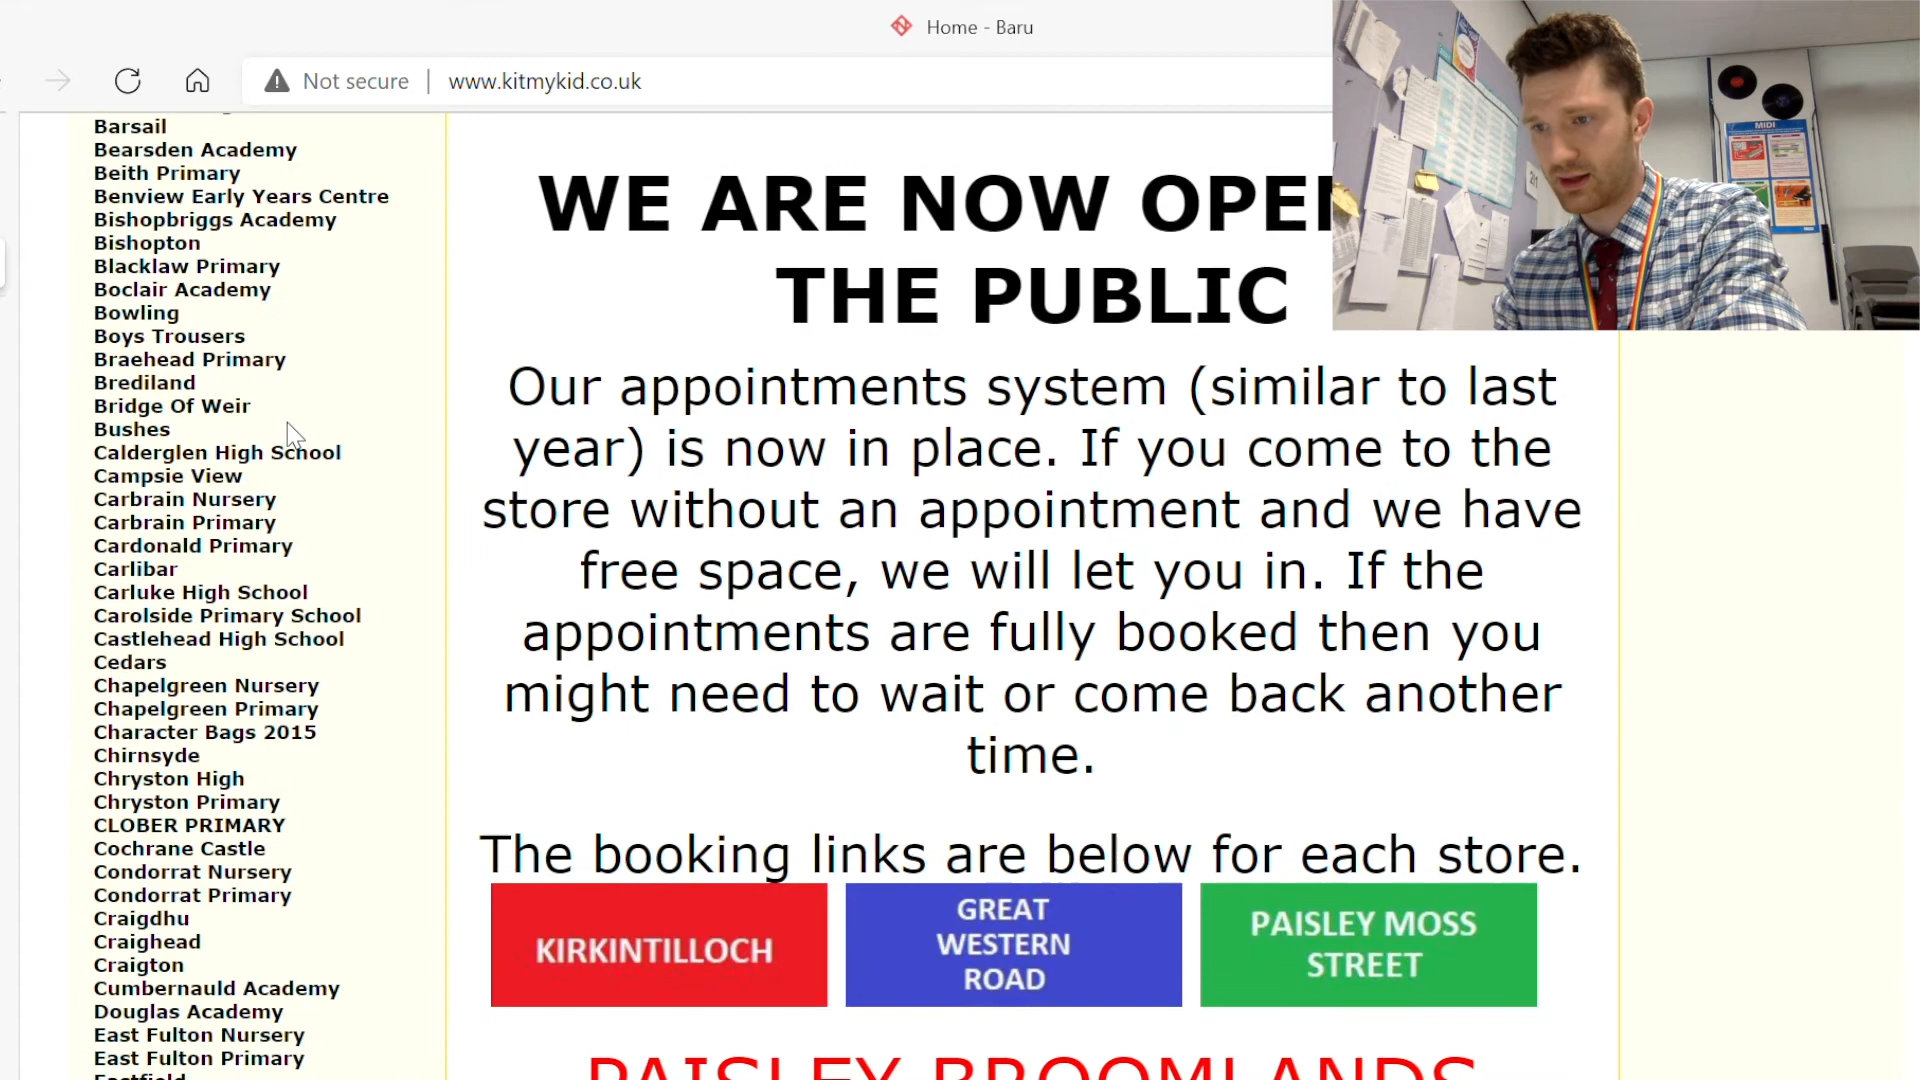 Home - Baru
Not secure
www.kitmykid.co.uk
Barsail
Bearsden Academy
Beith Primary
Benview Early Years Centre
Bishopbriggs Academy
Bishopton
Blacklaw Primary
Boclair Academy
Bowling
Boys Trousers
Braehead Primary
Brediland
Bridge Of Weir
Bushes
Calderglen High School
Campsie View
Carbrain Nursery
Carbrain Primary
Cardonald Primary
Carlibar
Carluke High School
Carolside Primary School
Castlehead High School
Cedars
Chapelgreen Nursery
Chapelgreen Primary
Character Bags 2015
Chirnsyde
Chryston High
Chryston Primary
CLOBER PRIMARY
Cochrane Castle
Condorrat Nursery
Condorrat Primary
Craigdhu
Craighead
Craigton
Cumbernauld Academy
Douglas Academy
East Fulton Nursery
East Fulton Primary
WE ARE NOW OPEN
THE PUBLIC
Our appointments system (similar to last
year) is now in place. If you come to the
store without an appointment and we have
free space, we will let you in. If the
appointments are fully booked then you
might need to wait or come back another
time.
The booking links are below for each store.
KIRKINTILLOCH
GREAT
WESTERN
ROAD
PAISLEY MOSS
STREET
PAISLEY BROOMLANDS
MIDI